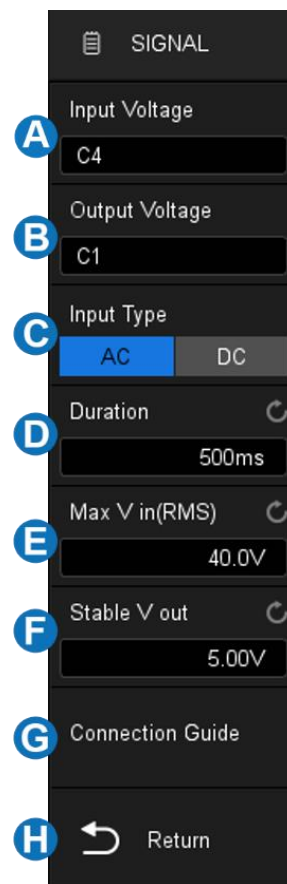 SIGNAL
Input Voltage
A
C4
Output Voltage
B
C1
Input Type
C
AC DC
Duration
D
500ms
Max V in(RMS)
E
40.0V
Stable V out
F
5.00V
G Connection Guide
H Return